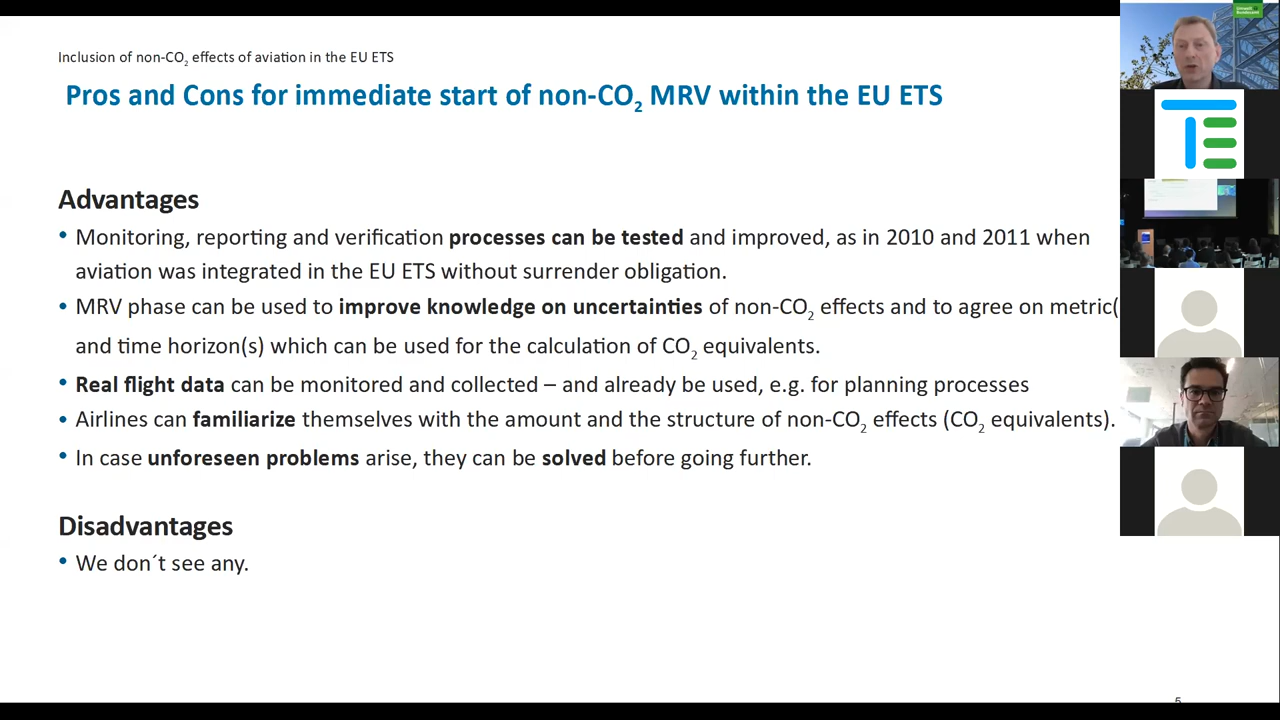 Inclusion of non-CO₂ effects of aviation in the EU ETS
Pros and Cons for immediate start of non-CO₂ MRV within the EU ETS
Advantages
• Monitoring, reporting and verification processes can be tested and improved, as in 2010 and 2011 when
aviation was integrated in the EU ETS without surrender obligation.
• MRV phase can be used to improve knowledge on uncertainties of non-CO₂ effects and to agree on metric(
and time horizon(s) which can be used for the calculation of CO₂ equivalents.
• Real flight data can be monitored and collected – and already be used, e.g. for planning processes
• Airlines can familiarize themselves with the amount and the structure of non-CO₂ effects (CO₂ equivalents).
• In case unforeseen problems arise, they can be solved before going further.
Disadvantages
• We don´t see any.
5
Umwelt
Bundesamt
TE